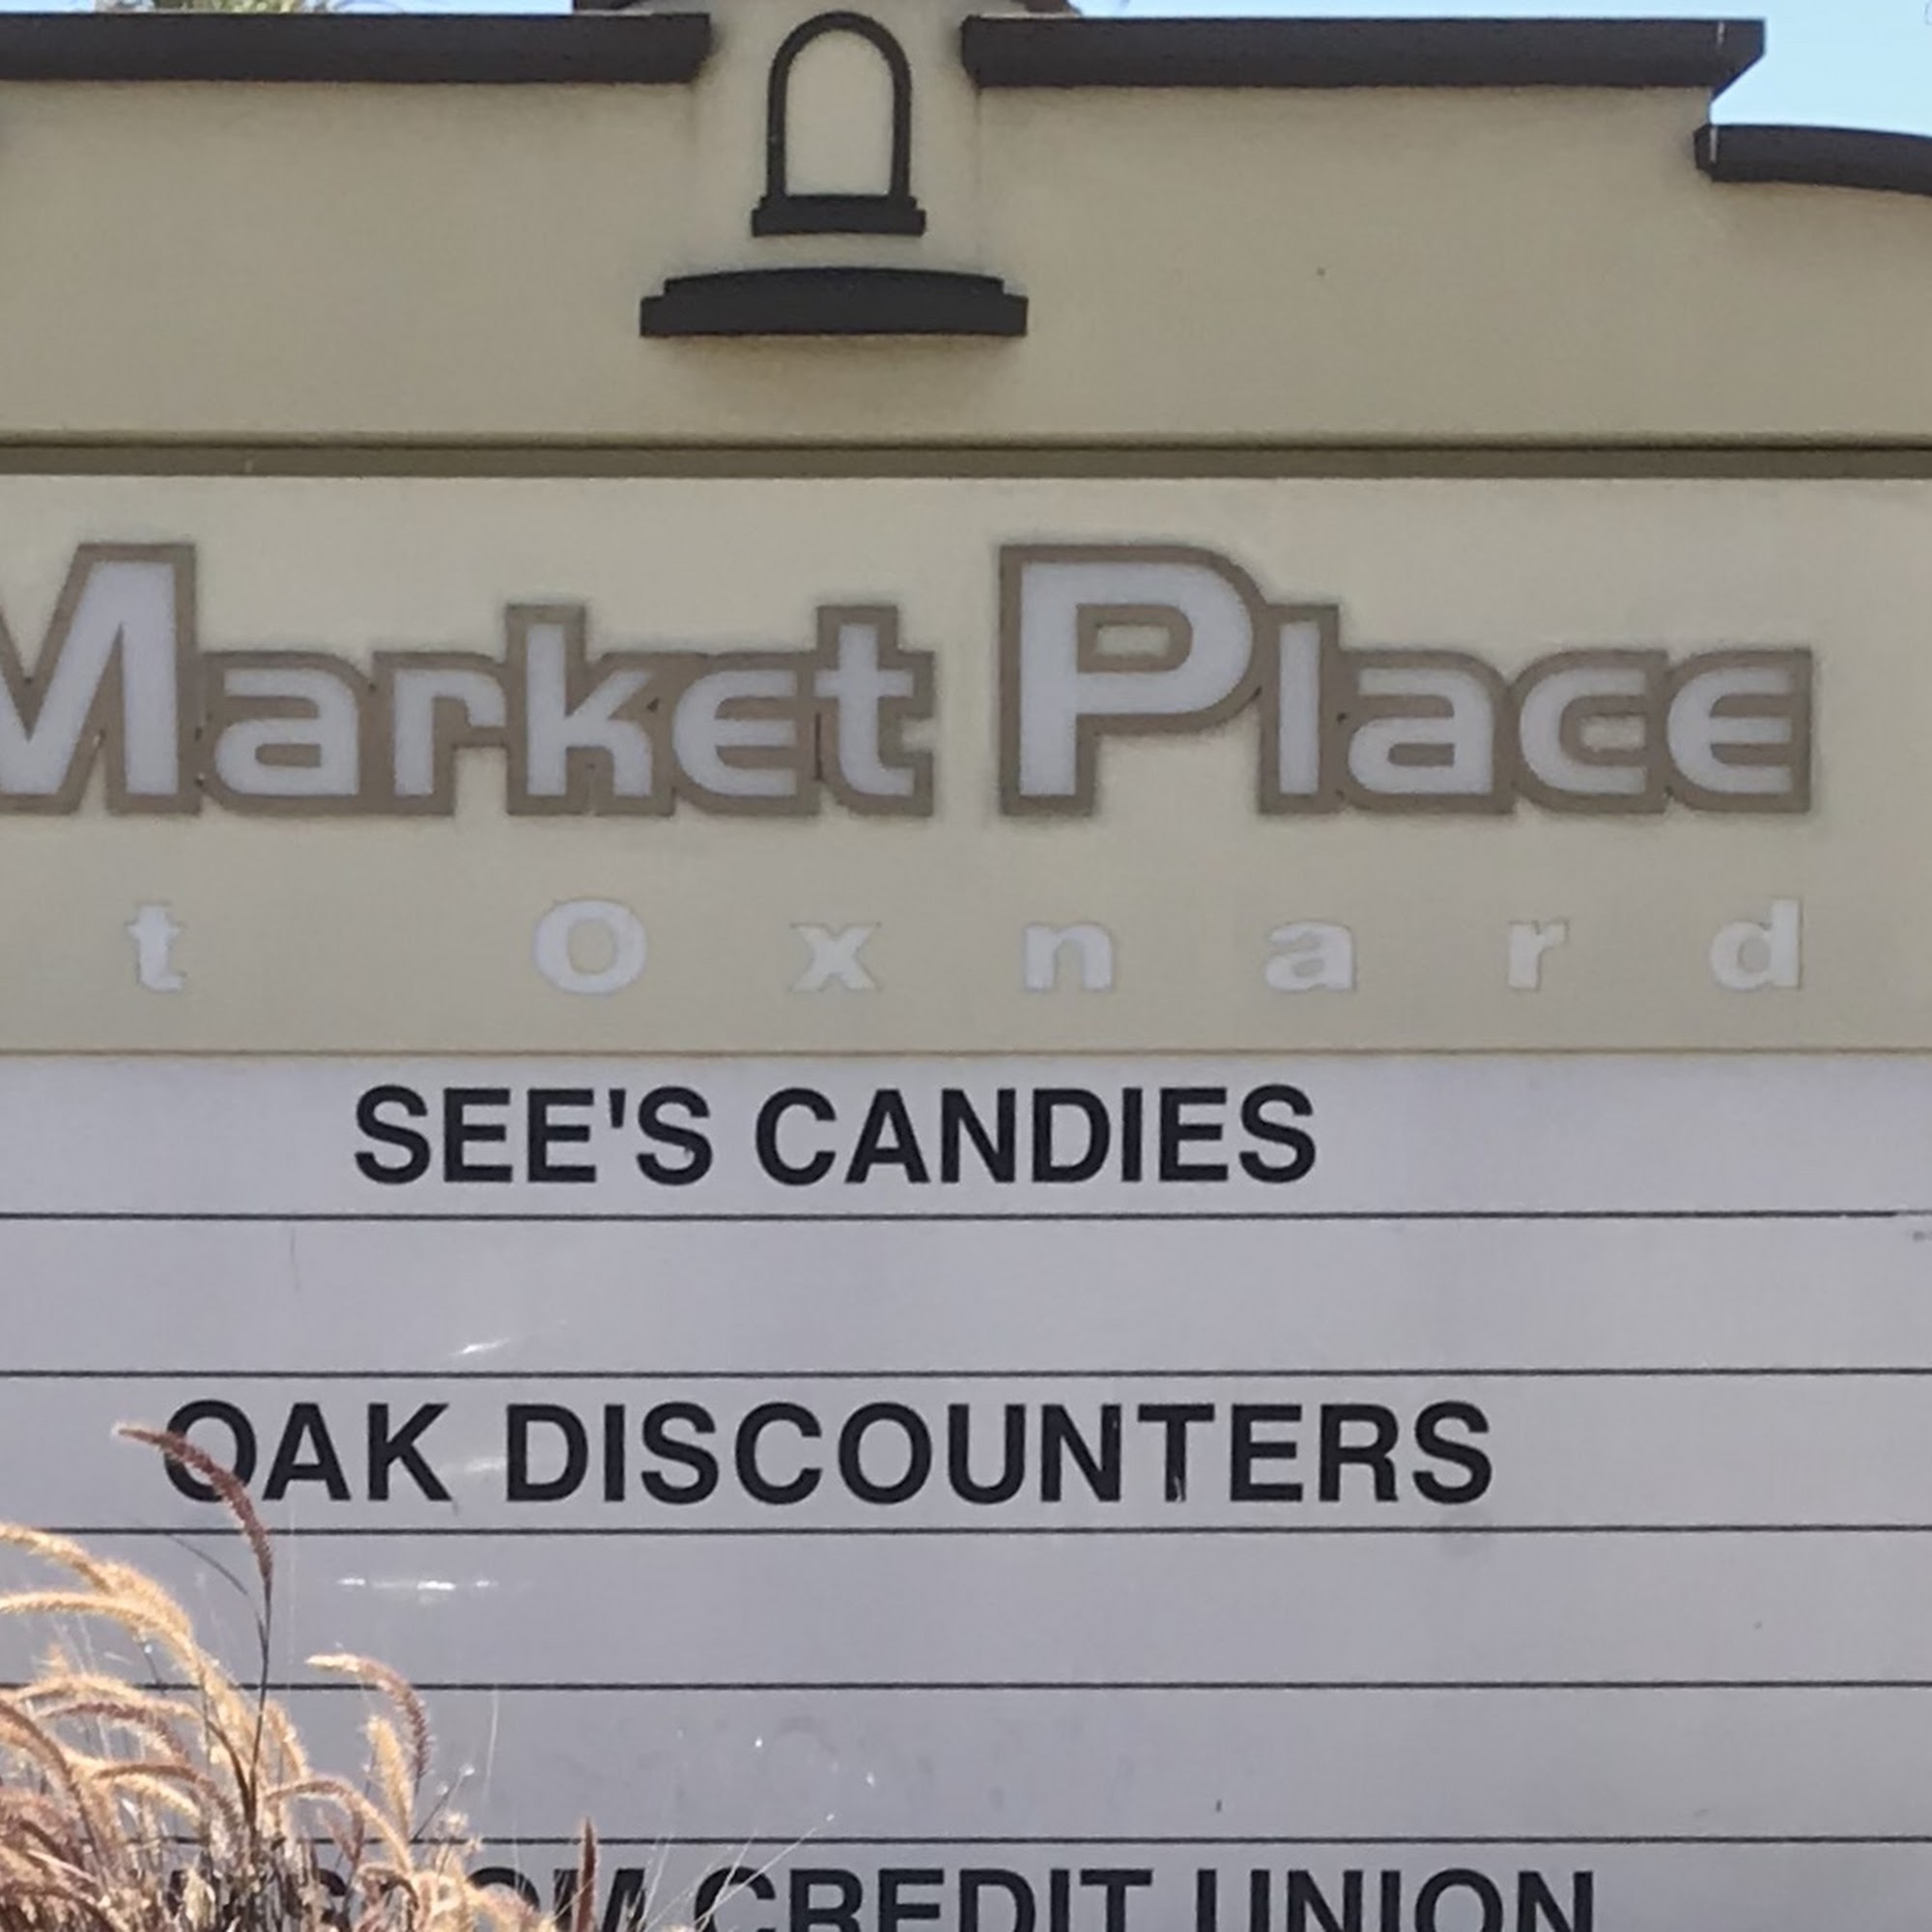 Market Place
t Oxnard
SEE'S CANDIES
OAK DISCOUNTERS
CREDIT UNION